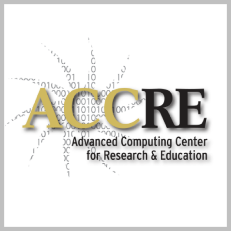 ACCRE
Advanced Computing Center
for Research & Education